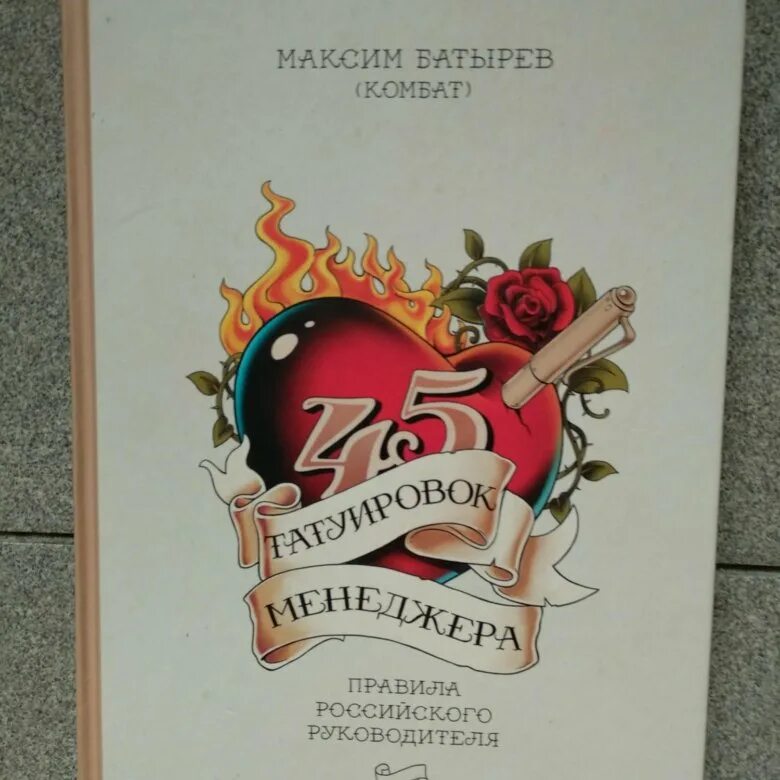 МАКСИМ БАТЫРЕВ
(КОМБАТ)
45
ТАТУИРОВОК
МЕНЕДЖЕРА
ПРАВИЛА
РОССИЙСКОГО
РУКОВОДИТЕЛЯ